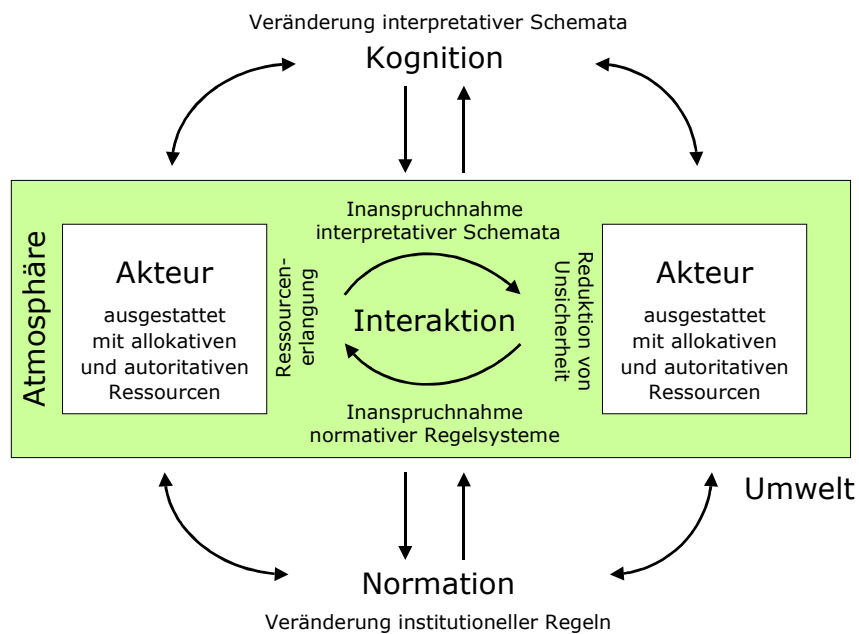 Veränderung interpretativer Schemata
Kognition
Atmosphäre
Akteur
ausgestattet
mit allokativen
und autoritativen
Ressourcen
Ressourcen-
erlangung
Inanspruchnahme
interpretativer Schemata
Interaktion
Inanspruchnahme
normativer Regelsysteme
Reduktion von
Unsicherheit
Akteur
ausgestattet
mit allokativen
und autoritativen
Ressourcen
Umwelt
Normation
Veränderung institutioneller Regeln